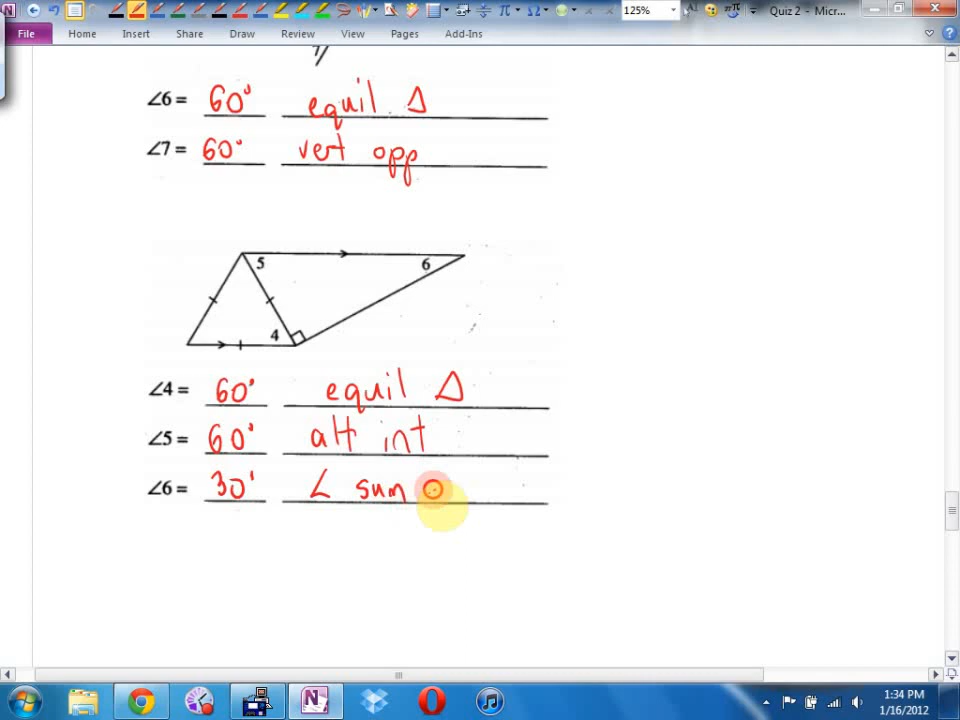 125% Quiz 2 - Micr...
File Home Insert Share Draw Review View Pages Add-Ins
7/
∠6 = 60° equil Δ
∠7 = 60° vert opp
5 6
4
∠4 = 60° equil Δ
∠5 = 60° alt int
∠6 = 30° ∠ sum o
1:34 PM
1/16/2012